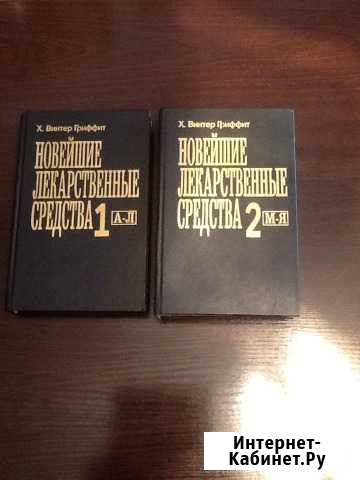 Х. Винтер Гриффит
НОВЕЙШИЕ
ЛЕКАРСТВЕННЫЕ
СРЕДСТВА 1 А-Л
Х. Винтер Гриффит
НОВЕЙШИЕ
ЛЕКАРСТВЕННЫЕ
СРЕДСТВА 2 М-Я
Интернет-
Кабинет.Ру